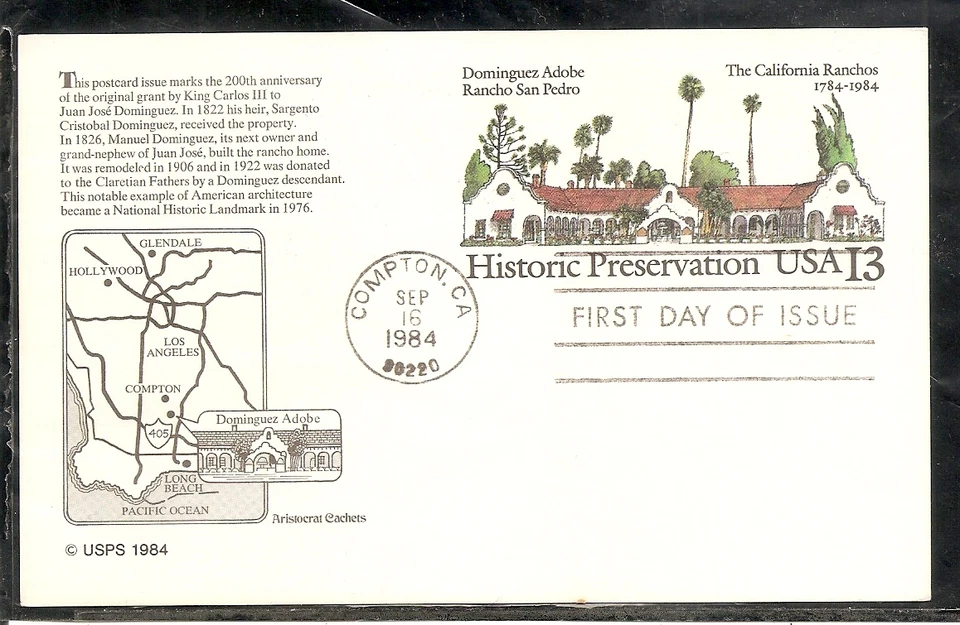 This postcard issue marks the 200th anniversary
of the original grant by King Carlos III to
Juan José Dominguez. In 1822 his heir, Sargento
Cristobal Dominguez, received the property.
In 1826, Manuel Dominguez, its next owner and
grand-nephew of Juan José, built the rancho home.
It was remodeled in 1906 and in 1922 was donated
to the Claretian Fathers by a Dominguez descendant.
This notable example of American architecture
became a National Historic Landmark in 1976.
Dominguez Adobe
Rancho San Pedro
The California Ranchos
1784-1984
Historic Preservation USA 13
COMPTON, CA
SEP
16
1984
90220
FIRST DAY OF ISSUE
GLENDALE
HOLLYWOOD
LOS
ANGELES
COMPTON
405
Dominguez Adobe
LONG
BEACH
PACIFIC OCEAN
Aristocrat Cachets
© USPS 1984